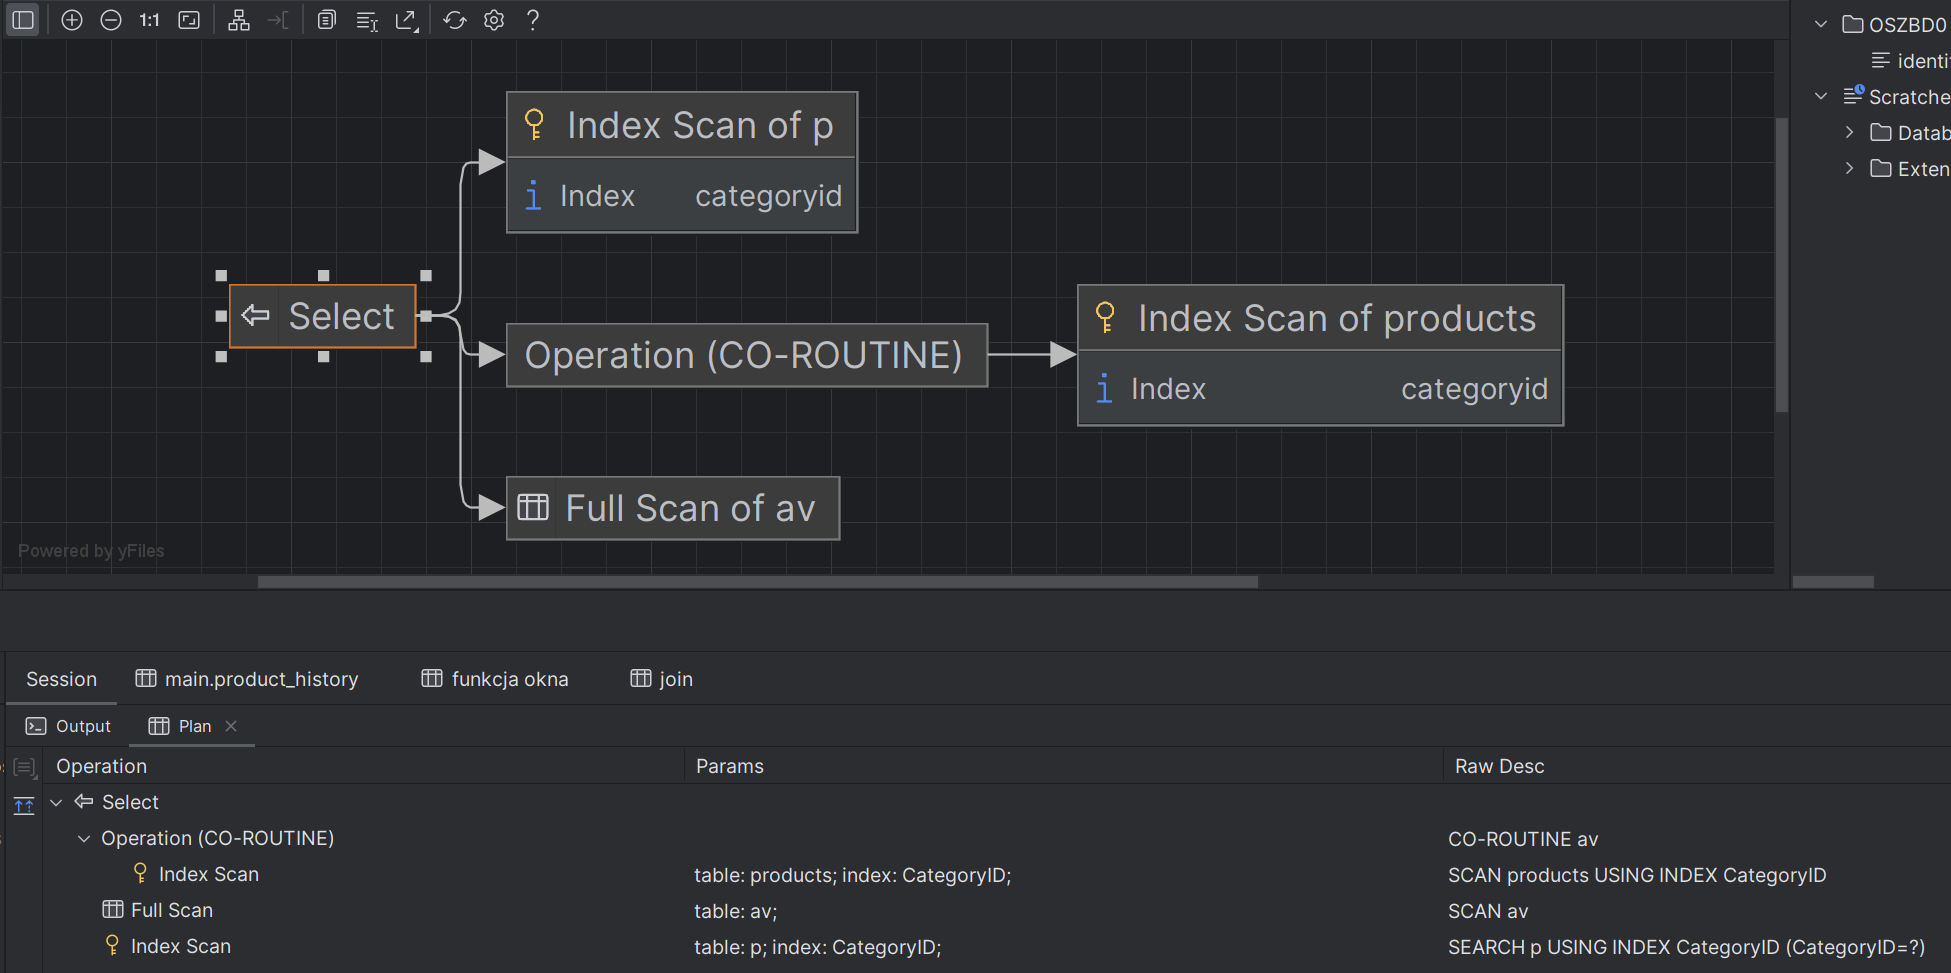 1:1
?
OSZBD0
identi
Scratche
Datab
Exten
Index Scan of p
i Index categoryid
Select
Operation (CO-ROUTINE)
Index Scan of products
i Index categoryid
Full Scan of av
Powered by yFiles
Session main.product_history funkcja okna join
Output Plan
Operation Params Raw Desc
Select
Operation (CO-ROUTINE) CO-ROUTINE av
Index Scan table: products; index: CategoryID; SCAN products USING INDEX CategoryID
Full Scan table: av; SCAN av
Index Scan table: p; index: CategoryID; SEARCH p USING INDEX CategoryID (CategoryID=?)